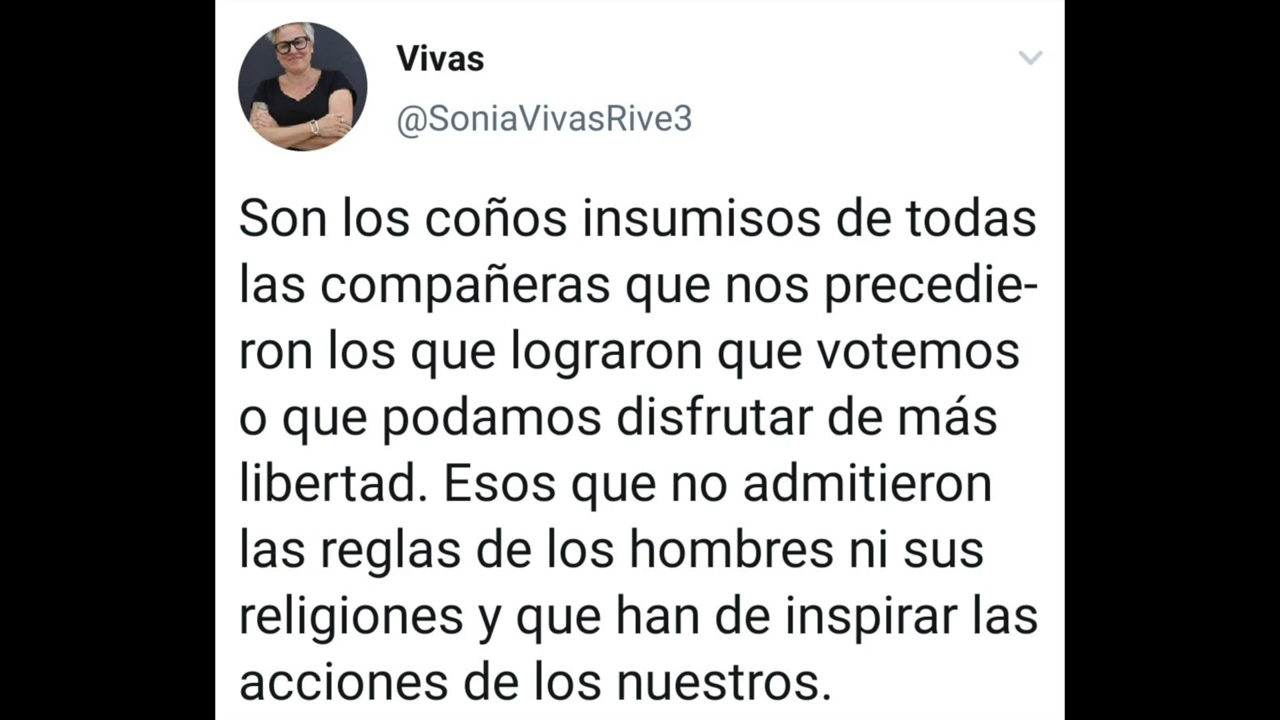 Vivas
@SoniaVivasRive3
Son los coños insumisos de todas
las compañeras que nos precedie-
ron los que lograron que votemos
o que podamos disfrutar de más
libertad. Esos que no admitieron
las reglas de los hombres ni sus
religiones y que han de inspirar las
acciones de los nuestros.